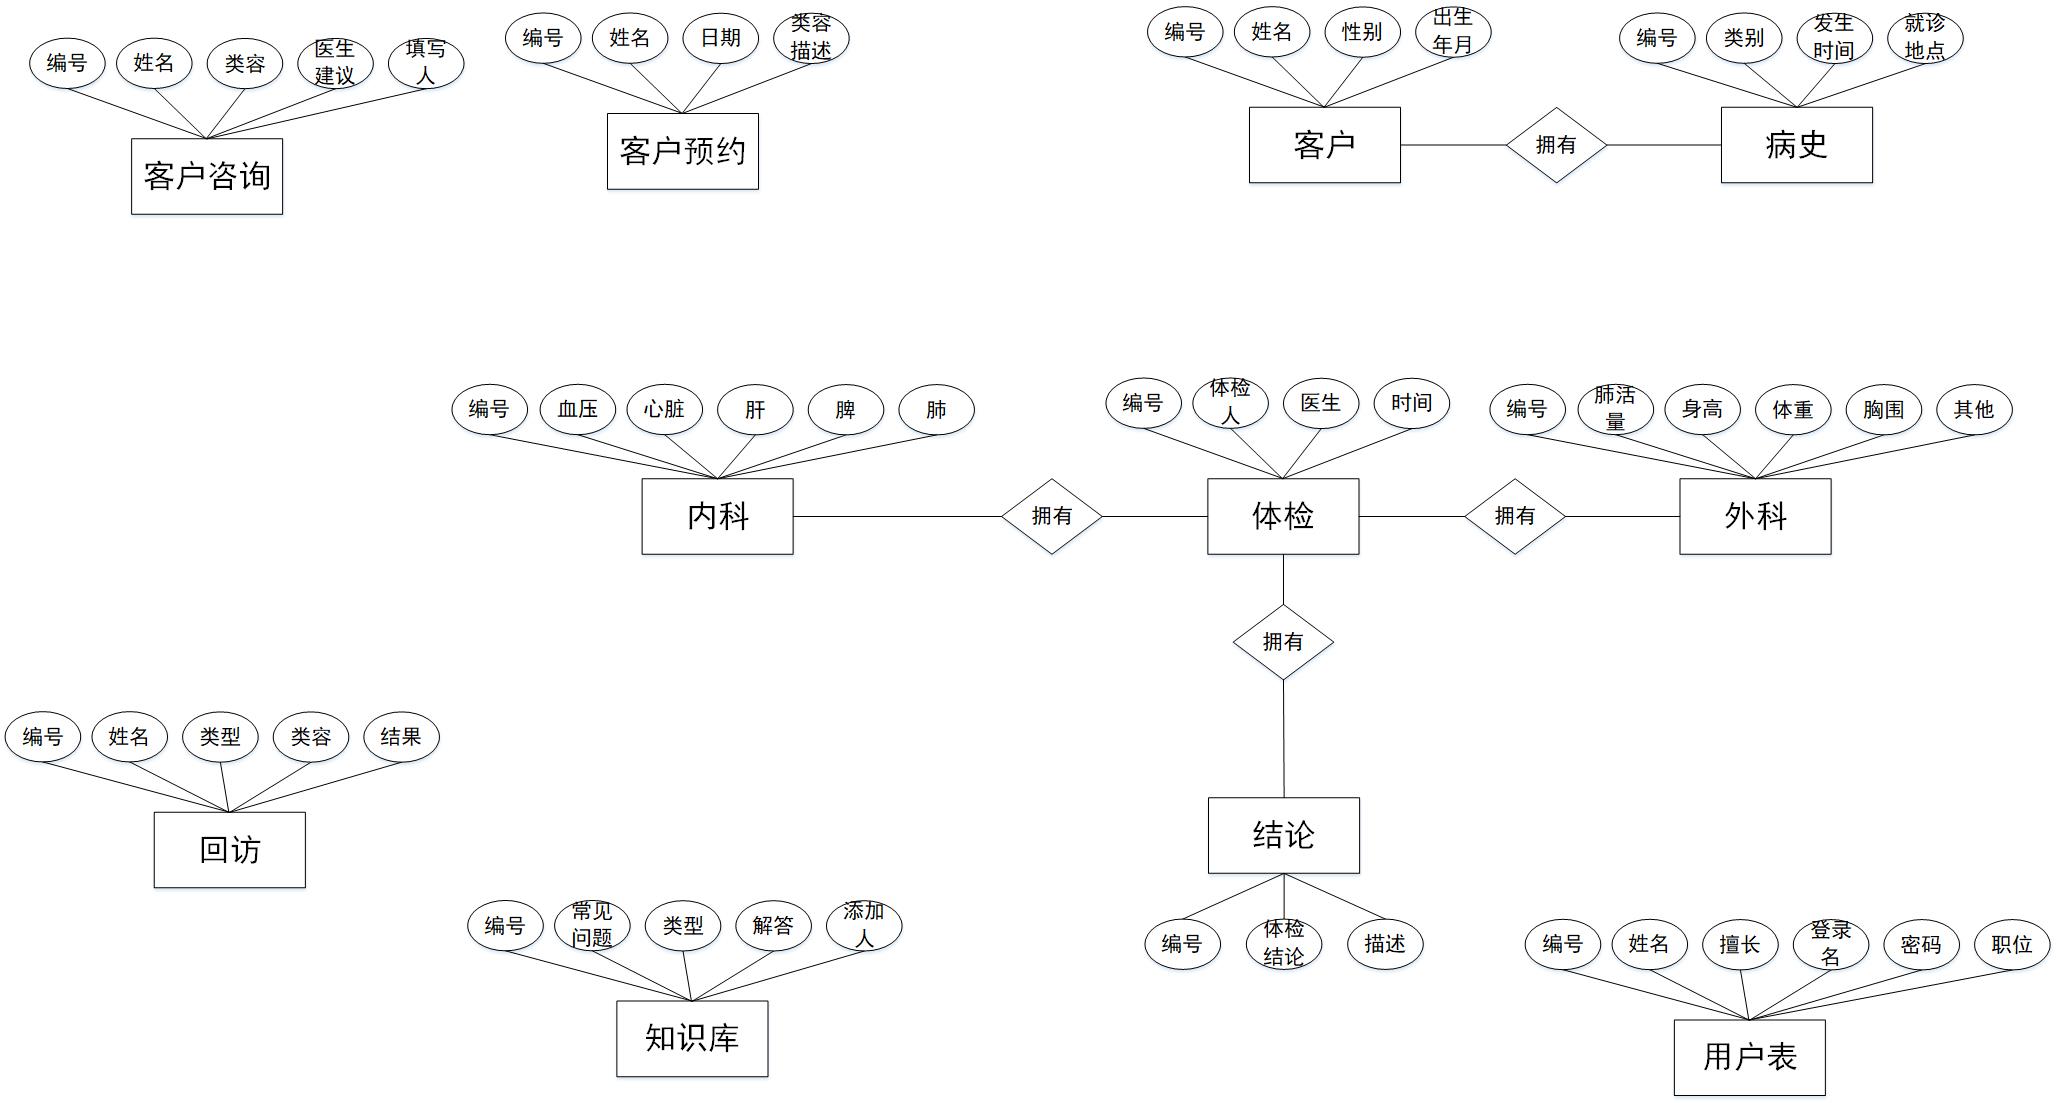 编号
姓名
类容
医生
建议
填写
人
客户咨询
编号
姓名
日期
类容
描述
客户预约
编号
姓名
性别
出生
年月
客户
拥有
编号
类别
发生
时间
就诊
地点
病史
编号
血压
心脏
肝
脾
肺
内科
拥有
编号
体检
人
医生
时间
体检
拥有
编号
肺活
量
身高
体重
胸围
其他
外科
拥有
编号
姓名
类型
类容
结果
回访
结论
编号
体检
结论
描述
编号
常见
问题
类型
解答
添加
人
知识库
编号
姓名
擅长
登录
名
密码
职位
用户表